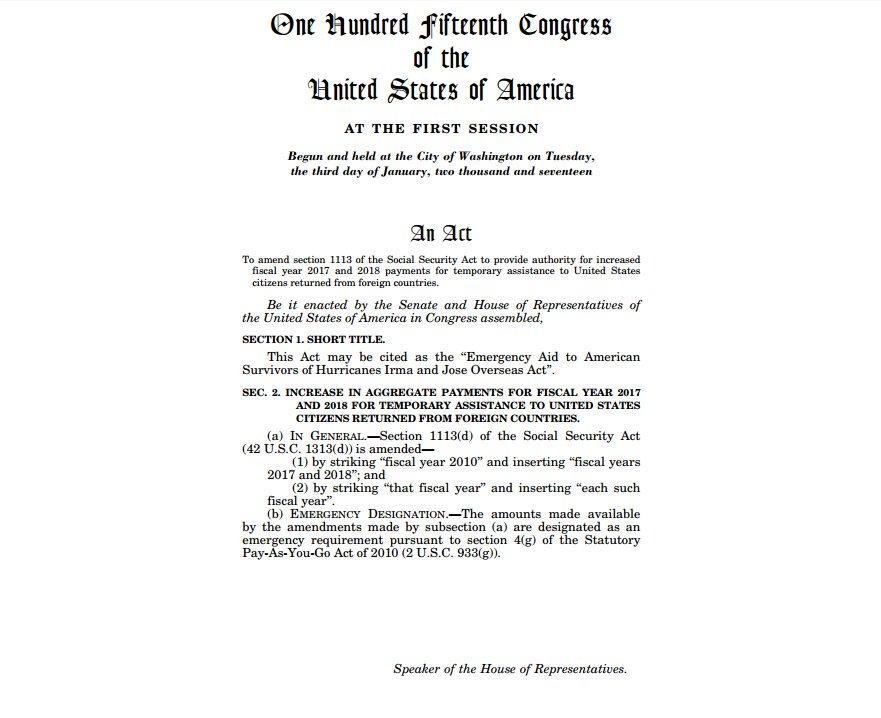 One Hundred Fifteenth Congress
of the
United States of America
AT THE FIRST SESSION
Begun and held at the City of Washington on Tuesday,
the third day of January, two thousand and seventeen
An Act
To amend section 1113 of the Social Security Act to provide authority for increased
fiscal year 2017 and 2018 payments for temporary assistance to United States
citizens returned from foreign countries.
Be it enacted by the Senate and House of Representatives of
the United States of America in Congress assembled,
SECTION 1. SHORT TITLE.
This Act may be cited as the “Emergency Aid to American
Survivors of Hurricanes Irma and Jose Overseas Act”.
SEC. 2. INCREASE IN AGGREGATE PAYMENTS FOR FISCAL YEAR 2017
AND 2018 FOR TEMPORARY ASSISTANCE TO UNITED STATES
CITIZENS RETURNED FROM FOREIGN COUNTRIES.
(a) IN GENERAL.—Section 1113(d) of the Social Security Act
(42 U.S.C. 1313(d)) is amended—
(1) by striking “fiscal year 2010” and inserting “fiscal years
2017 and 2018”; and
(2) by striking “that fiscal year” and inserting “each such
fiscal year”.
(b) EMERGENCY DESIGNATION.—The amounts made available
by the amendments made by subsection (a) are designated as an
emergency requirement pursuant to section 4(g) of the Statutory
Pay-As-You-Go Act of 2010 (2 U.S.C. 933(g)).
Speaker of the House of Representatives.